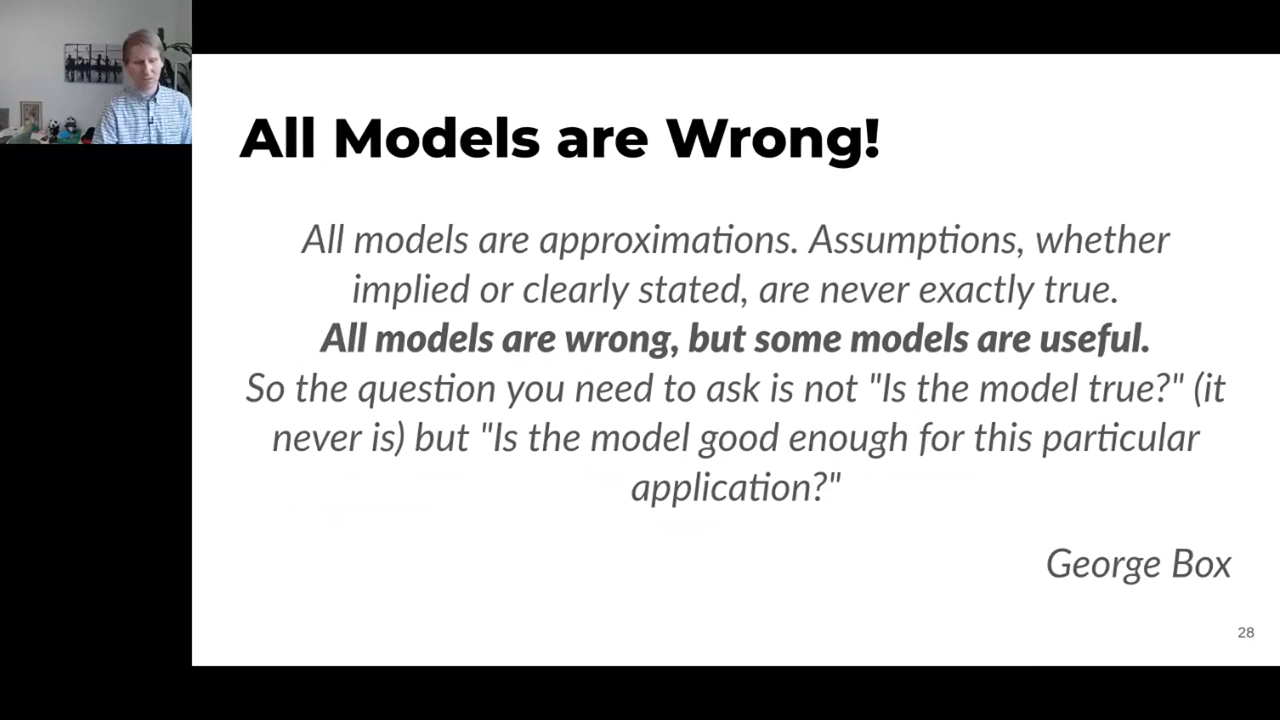 All Models are Wrong!
All models are approximations. Assumptions, whether
implied or clearly stated, are never exactly true.
All models are wrong, but some models are useful.
So the question you need to ask is not "Is the model true?" (it
never is) but "Is the model good enough for this particular
application?"
George Box
28